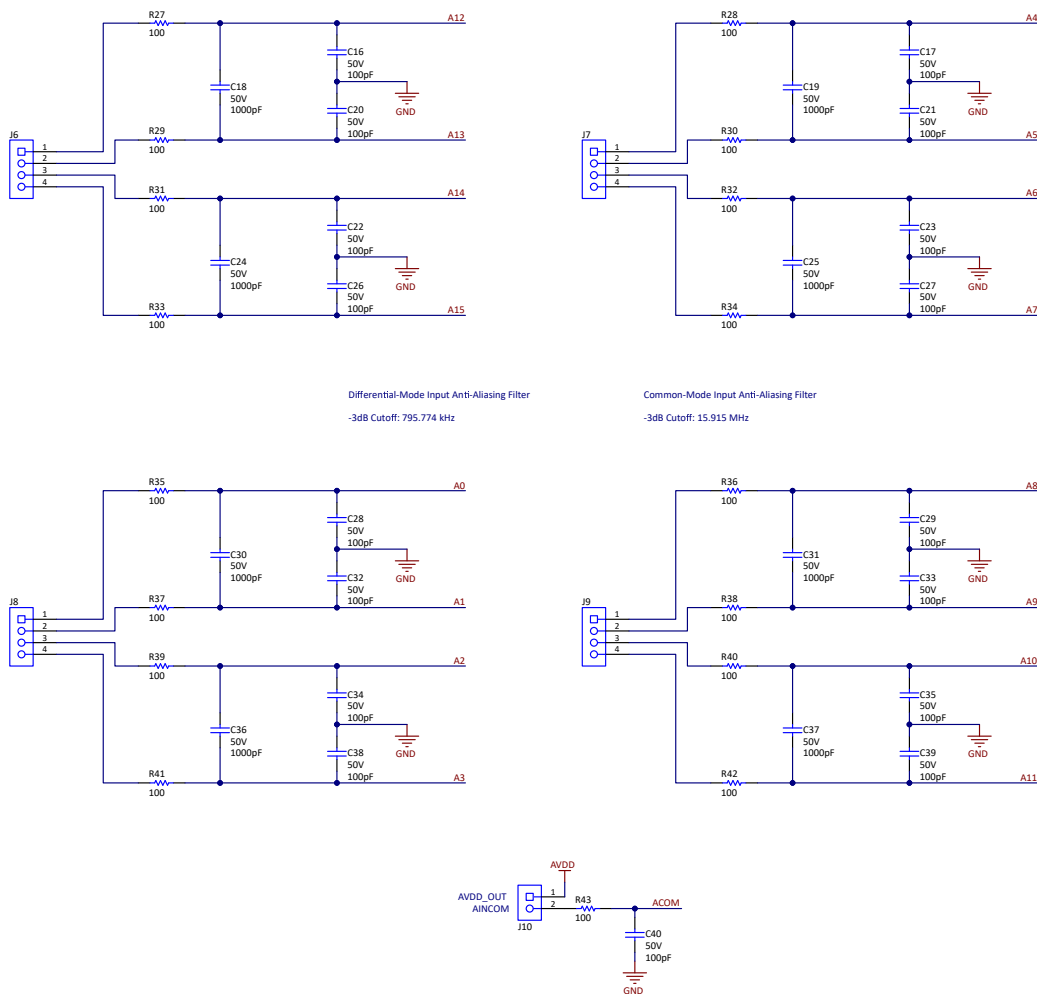 R27
100
A12
C16
50V
100pF
C18
50V
1000pF
GND
C20
50V
100pF
J6
R29
100
A13
1
2
3
4
R31
100
A14
C22
50V
100pF
C24
50V
1000pF
GND
C26
50V
100pF
R33
100
A15
R28
100
A4
C17
50V
100pF
C19
50V
1000pF
GND
C21
50V
100pF
J7
R30
100
A5
1
2
3
4
R32
100
A6
C23
50V
100pF
C25
50V
1000pF
GND
C27
50V
100pF
R34
100
A7
Differential-Mode Input Anti-Aliasing Filter
-3dB Cutoff: 795.774 kHz
Common-Mode Input Anti-Aliasing Filter
-3dB Cutoff: 15.915 MHz
R35
100
A0
C28
50V
100pF
C30
50V
1000pF
GND
C32
50V
100pF
J8
R37
100
A1
1
2
3
4
R39
100
A2
C34
50V
100pF
C36
50V
1000pF
GND
C38
50V
100pF
R41
100
A3
R36
100
A8
C29
50V
100pF
C31
50V
1000pF
GND
C33
50V
100pF
J9
R38
100
A9
1
2
3
4
R40
100
A10
C35
50V
100pF
C37
50V
1000pF
GND
C39
50V
100pF
R42
100
A11
AVDD
AVDD_OUT
1
AINCOM
2
J10
R43
100
ACOM
C40
50V
100pF
GND